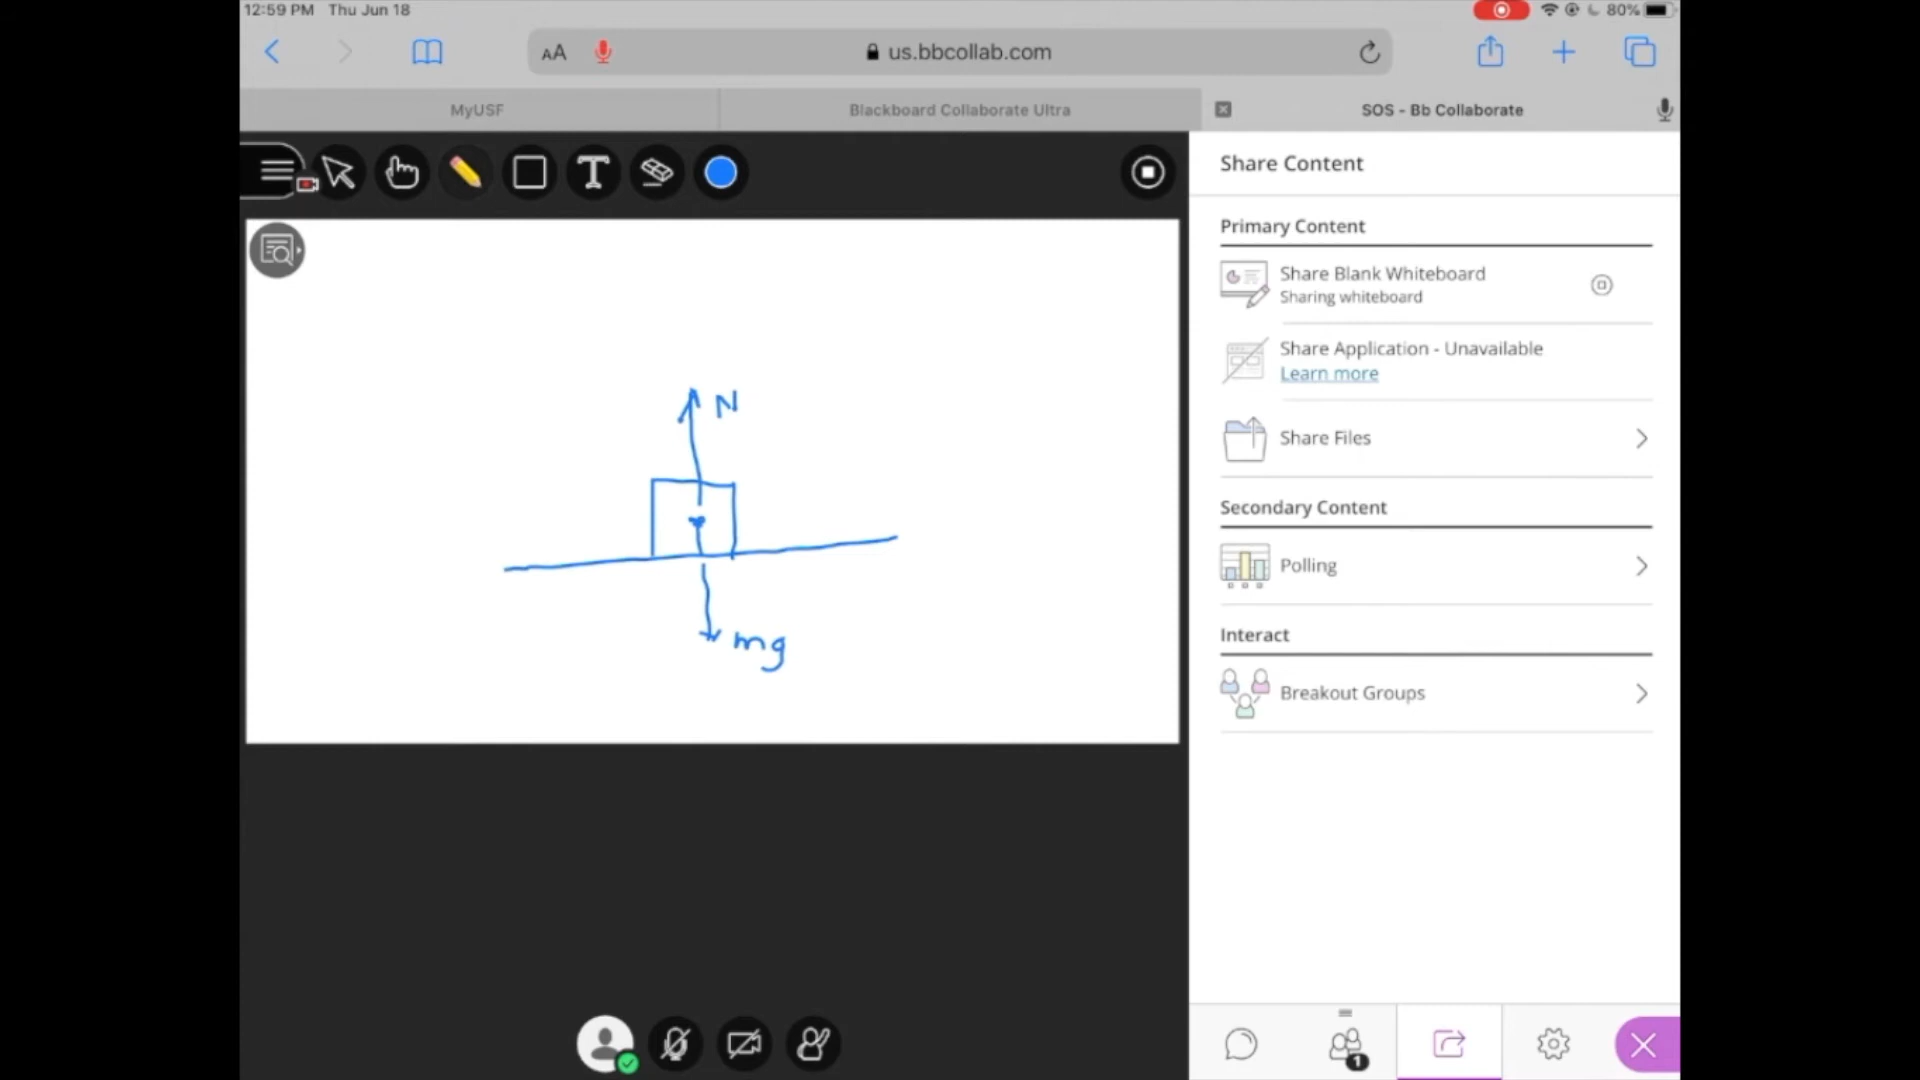 12:59 PM Thu Jun 18
80%
AA
us.bbcollab.com
MyUSF
Blackboard Collaborate Ultra
SOS - Bb Collaborate
T
Share Content
Primary Content
Share Blank Whiteboard
Sharing whiteboard
Share Application - Unavailable
Learn more
Share Files
Secondary Content
Polling
Interact
Breakout Groups
N
mg
1